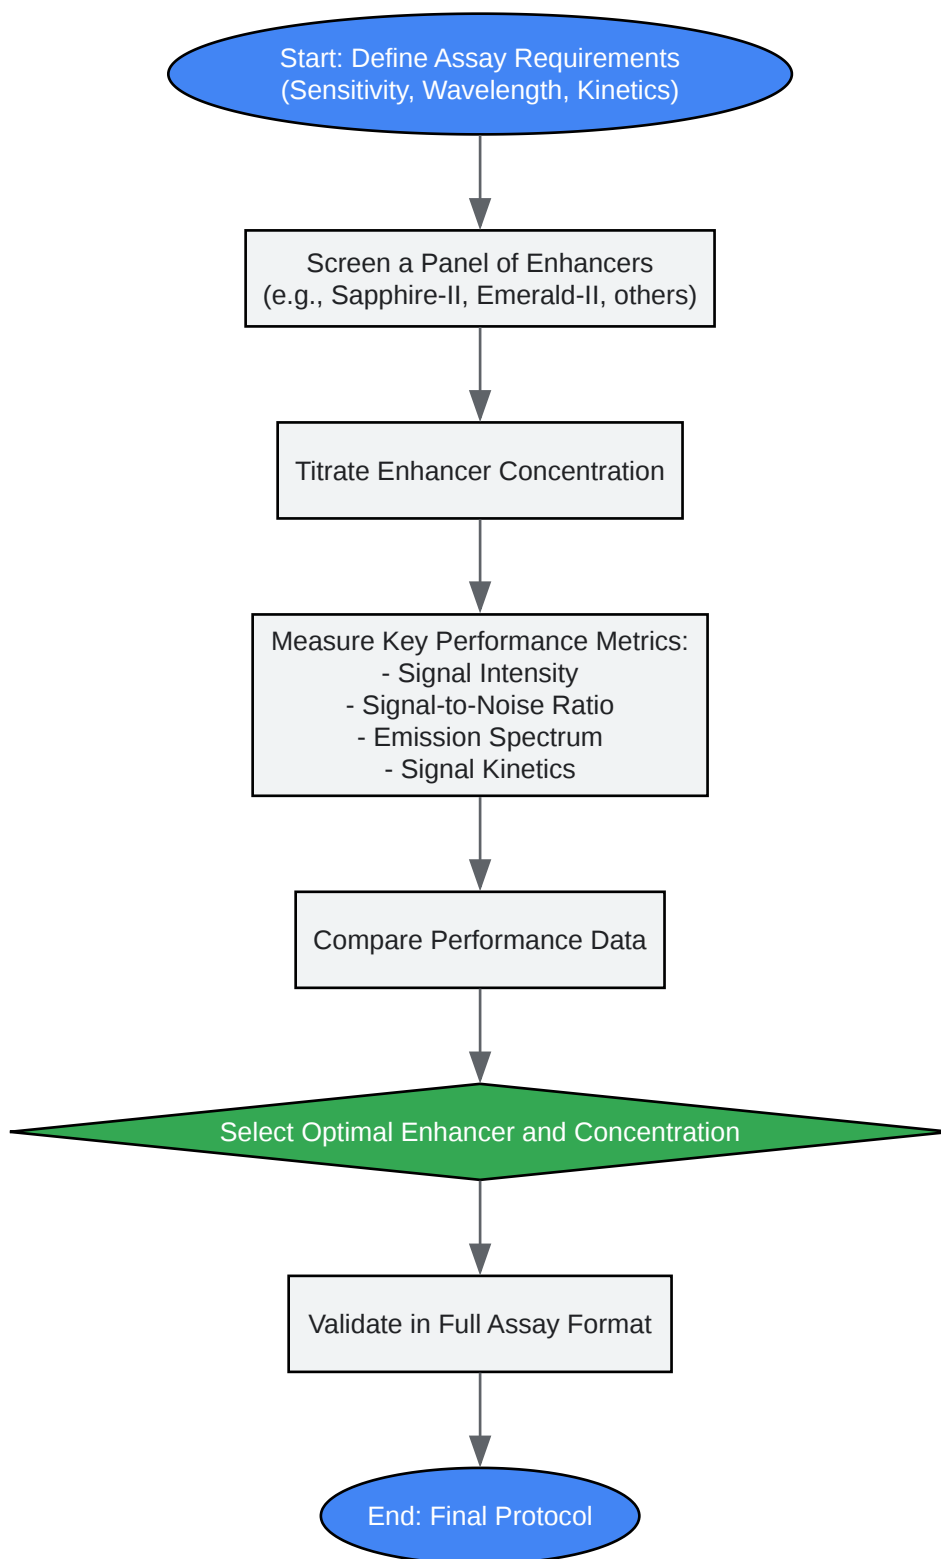 Start: Define Assay Requirements
(Sensitivity, Wavelength, Kinetics)
Screen a Panel of Enhancers
(e.g., Sapphire-II, Emerald-II, others)
Titrate Enhancer Concentration
Measure Key Performance Metrics:
- Signal Intensity
- Signal-to-Noise Ratio
- Emission Spectrum
- Signal Kinetics
Compare Performance Data
Select Optimal Enhancer and Concentration
Validate in Full Assay Format
End: Final Protocol